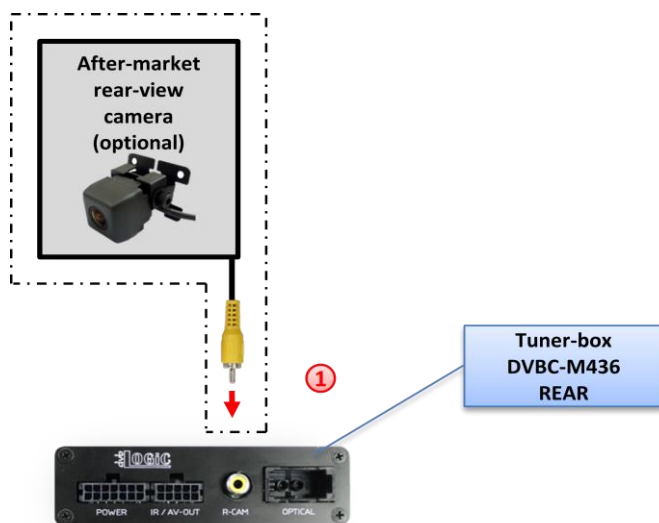 After-market
rear-view
camera
(optional)
1
Tuner-box
DVBC-M436
REAR
dvb LOGiC
POWER IR / AV-OUT R-CAM OPTICAL